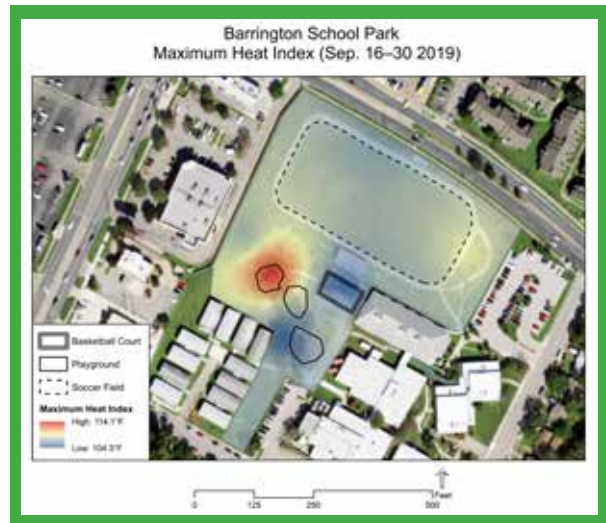 Barrington School Park
Maximum Heat Index (Sep. 16–30 2019)
Basketball Court
Playground
Soccer Field
Maximum Heat Index
High: 114.1°F
Low: 104.3°F
Feet
0 125 250 500